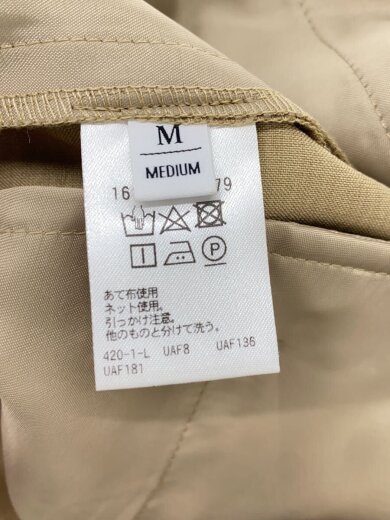 M
MEDIUM
16
79
P
あて布使用
ネット使用。
引っかけ注意。
他のものと分けて洗う。
420-1-L UAF8 UAF136
UAF181